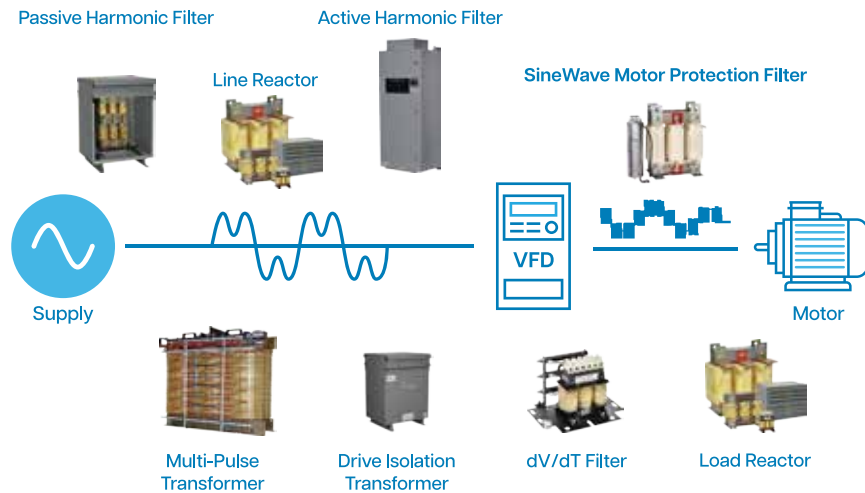 Passive Harmonic Filter
Active Harmonic Filter
Line Reactor
SineWave Motor Protection Filter
VFD
Supply
Motor
Multi-Pulse
Transformer
Drive Isolation
Transformer
dV/dT Filter
Load Reactor